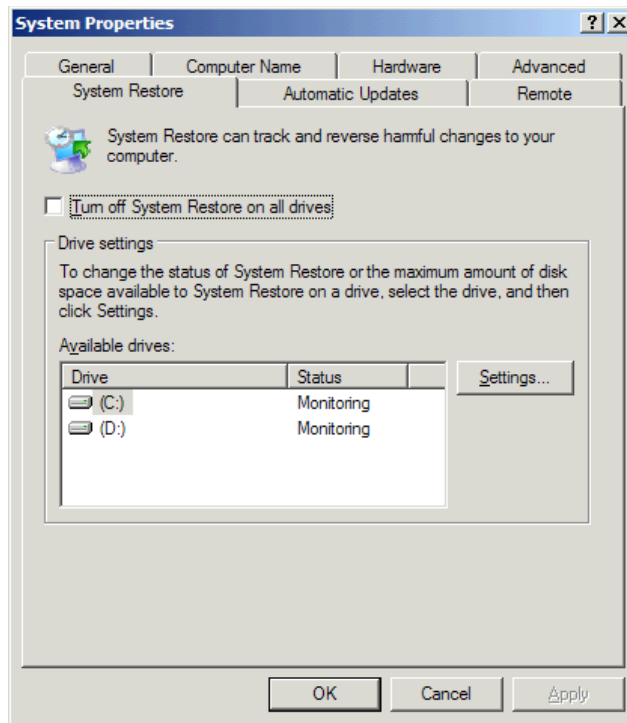 System Properties
General Computer Name Hardware Advanced
System Restore Automatic Updates Remote
System Restore can track and reverse harmful changes to your
computer.
Turn off System Restore on all drives
Drive settings
To change the status of System Restore or the maximum amount of disk
space available to System Restore on a drive, select the drive, and then
click Settings.
Available drives:
Drive Status
Settings...
(C:) Monitoring
(D:) Monitoring
OK Cancel Apply